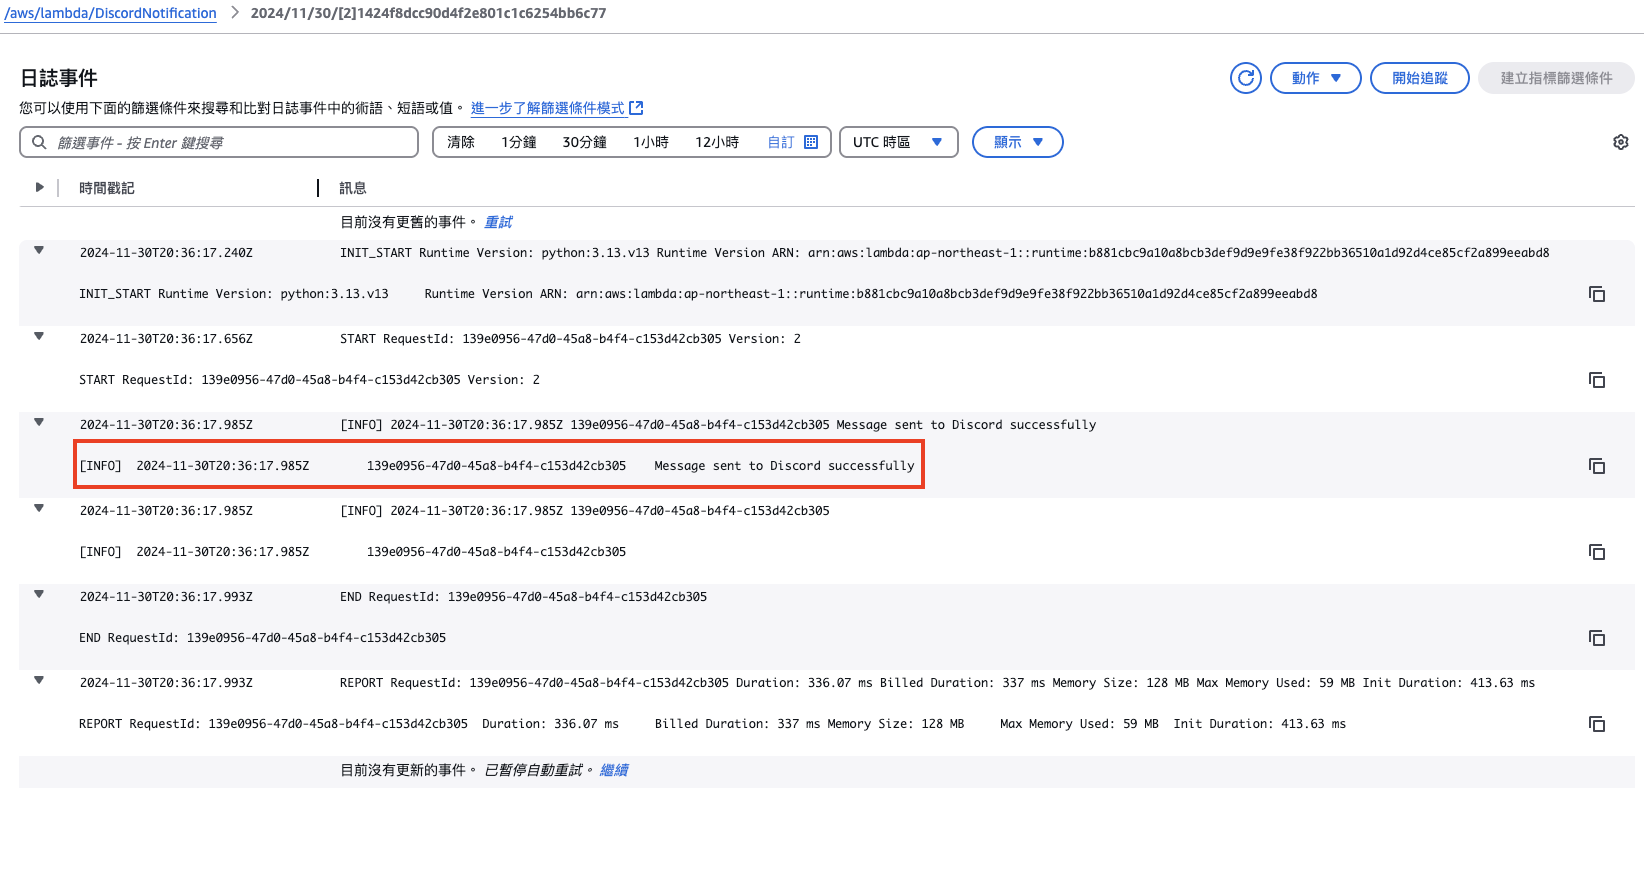 /aws/lambda/DiscordNotification > 2024/11/30/[2]1424f8dcc90d4f2e801c1c6254bb6c77
日誌事件
動作 開始追蹤 建立指標篩選條件
您可以使用下面的篩選條件來搜尋和比對日誌事件中的術語、短語或值。 進一步了解篩選條件模式
篩選事件 - 按 Enter 鍵搜尋 清除 1分鐘 30分鐘 1小時 12小時 自訂 UTC 時區 顯示
時間戳記 訊息
目前沒有更舊的事件。 重試
2024-11-30T20:36:17.240Z INIT_START Runtime Version: python:3.13.v13 Runtime Version ARN: arn:aws:lambda:ap-northeast-1::runtime:b881cbc9a10a8bcb3def9d9e9fe38f922bb36510a1d92d4ce85cf2a899eeabd8
INIT_START Runtime Version: python:3.13.v13 Runtime Version ARN: arn:aws:lambda:ap-northeast-1::runtime:b881cbc9a10a8bcb3def9d9e9fe38f922bb36510a1d92d4ce85cf2a899eeabd8
2024-11-30T20:36:17.656Z START RequestId: 139e0956-47d0-45a8-b4f4-c153d42cb305 Version: 2
START RequestId: 139e0956-47d0-45a8-b4f4-c153d42cb305 Version: 2
2024-11-30T20:36:17.985Z [INFO] 2024-11-30T20:36:17.985Z 139e0956-47d0-45a8-b4f4-c153d42cb305 Message sent to Discord successfully
[INFO] 2024-11-30T20:36:17.985Z 139e0956-47d0-45a8-b4f4-c153d42cb305 Message sent to Discord successfully
2024-11-30T20:36:17.985Z [INFO] 2024-11-30T20:36:17.985Z 139e0956-47d0-45a8-b4f4-c153d42cb305
[INFO] 2024-11-30T20:36:17.985Z 139e0956-47d0-45a8-b4f4-c153d42cb305
2024-11-30T20:36:17.993Z END RequestId: 139e0956-47d0-45a8-b4f4-c153d42cb305
END RequestId: 139e0956-47d0-45a8-b4f4-c153d42cb305
2024-11-30T20:36:17.993Z REPORT RequestId: 139e0956-47d0-45a8-b4f4-c153d42cb305 Duration: 336.07 ms Billed Duration: 337 ms Memory Size: 128 MB Max Memory Used: 59 MB Init Duration: 413.63 ms
REPORT RequestId: 139e0956-47d0-45a8-b4f4-c153d42cb305 Duration: 336.07 ms Billed Duration: 337 ms Memory Size: 128 MB Max Memory Used: 59 MB Init Duration: 413.63 ms
目前沒有更新的事件。 已暫停自動重試。 繼續